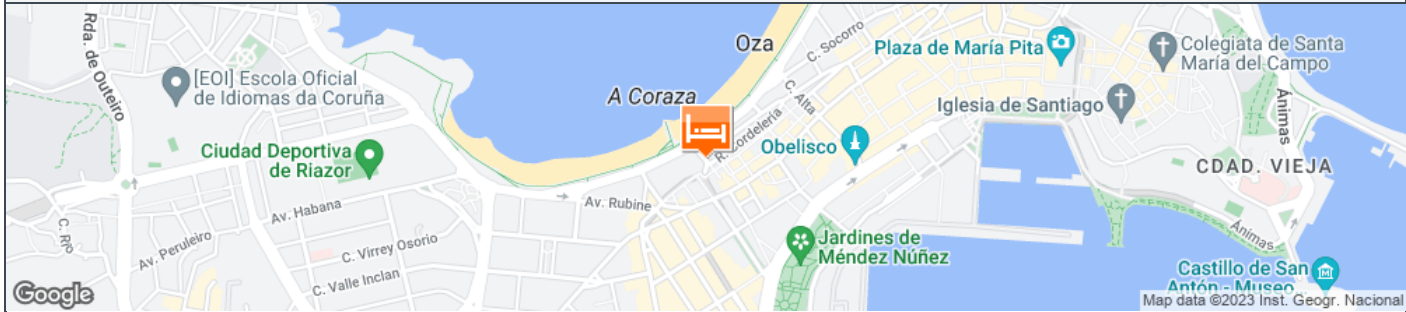 Rda. de Outeiro
[EOI] Escola Oficial
de Idiomas da Coruña
Ciudad Deportiva
de Riazor
Av. Habana
C. Río
Av. Peruleiro
C. Virrey Osorio
C. Valle Inclan
Google
A Coraza
Oza
C. Socorro
C. Alta
R. Cordelería
Av. Rubine
Obelisco
Plaza de María Pita
Iglesia de Santiago
Colegiata de Santa
María del Campo
Ánimas
CDAD. VIEJA
Ánimas
Jardines de
Méndez Núñez
Castillo de San
Antón - Museo...
Map data ©2023 Inst. Geogr. Nacional